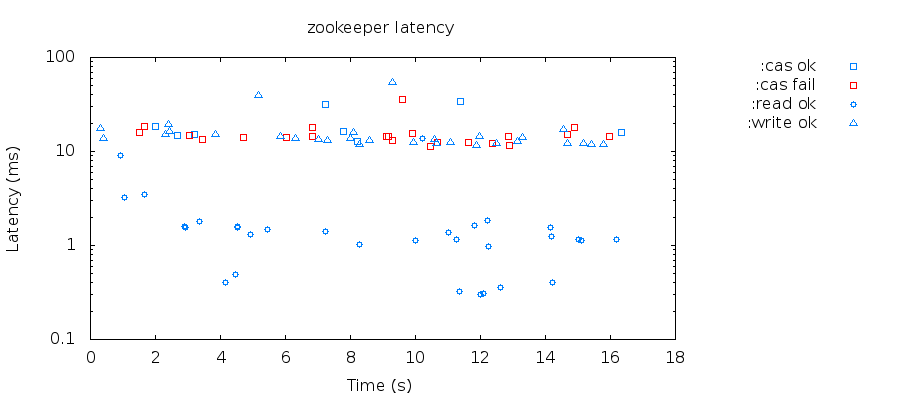 zookeeper latency
100
10
1
0.1
Latency (ms)
0 2 4 6 8 10 12 14 16 18
Time (s)
:cas ok
:cas fail
:read ok
:write ok